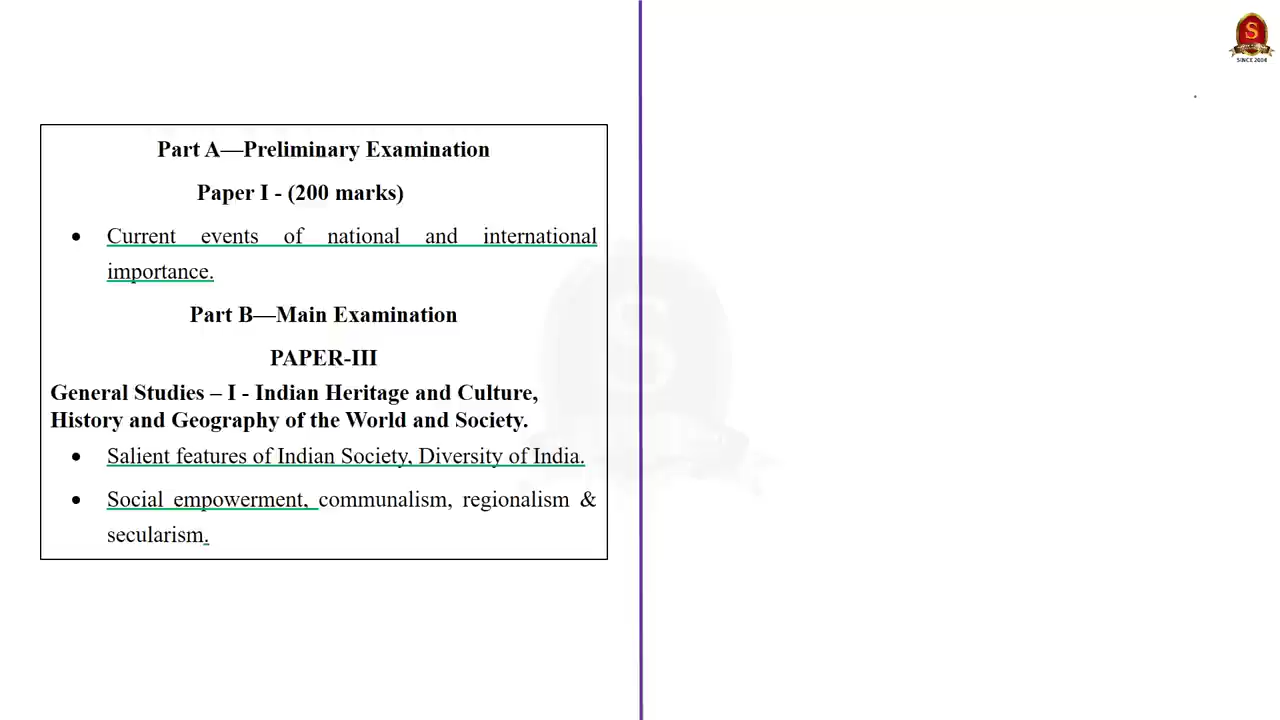 Part A—Preliminary Examination
Paper I - (200 marks)
• Current events of national and international
importance.
Part B—Main Examination
PAPER-III
General Studies – I - Indian Heritage and Culture,
History and Geography of the World and Society.
• Salient features of Indian Society, Diversity of India.
• Social empowerment, communalism, regionalism &
secularism.
S
SINCE 2004